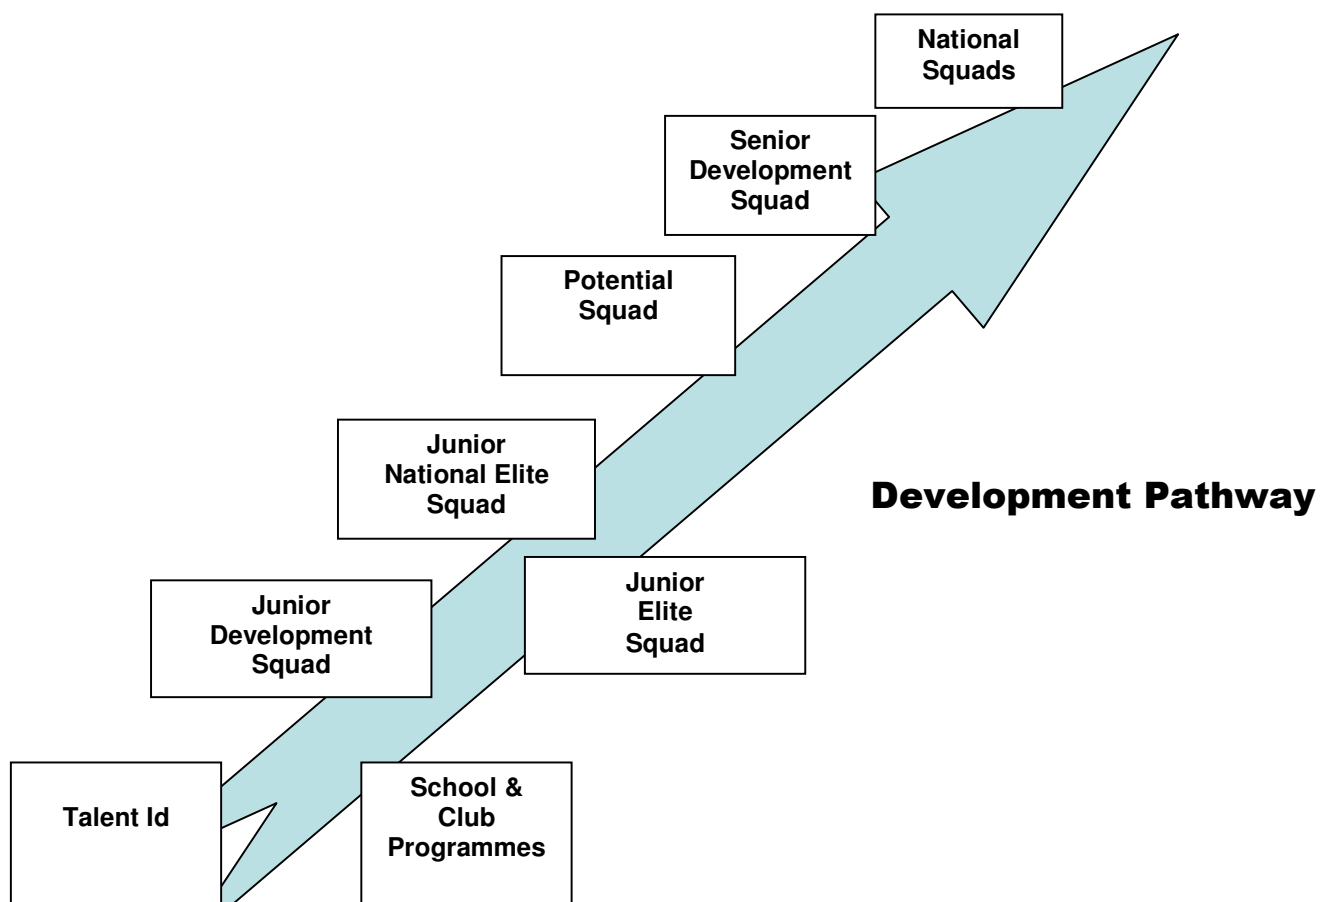 National
Squads
Senior
Development
Squad
Potential
Squad
Junior
National Elite
Squad
Development Pathway
Junior
Elite
Squad
Junior
Development
Squad
Talent Id
School &
Club
Programmes